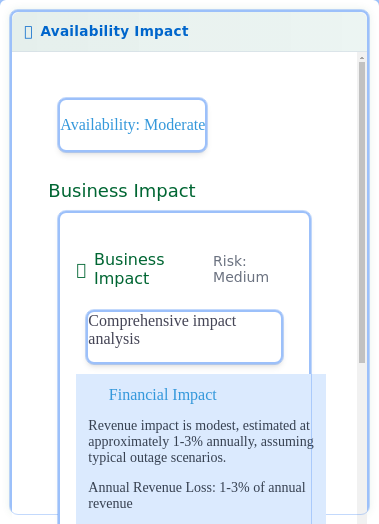 Availability Impact
Availability: Moderate
Business Impact
Business
Impact
Risk:
Medium
Comprehensive impact
analysis
Financial Impact
Revenue impact is modest, estimated at
approximately 1-3% annually, assuming
typical outage scenarios.
Annual Revenue Loss: 1-3% of annual
revenue